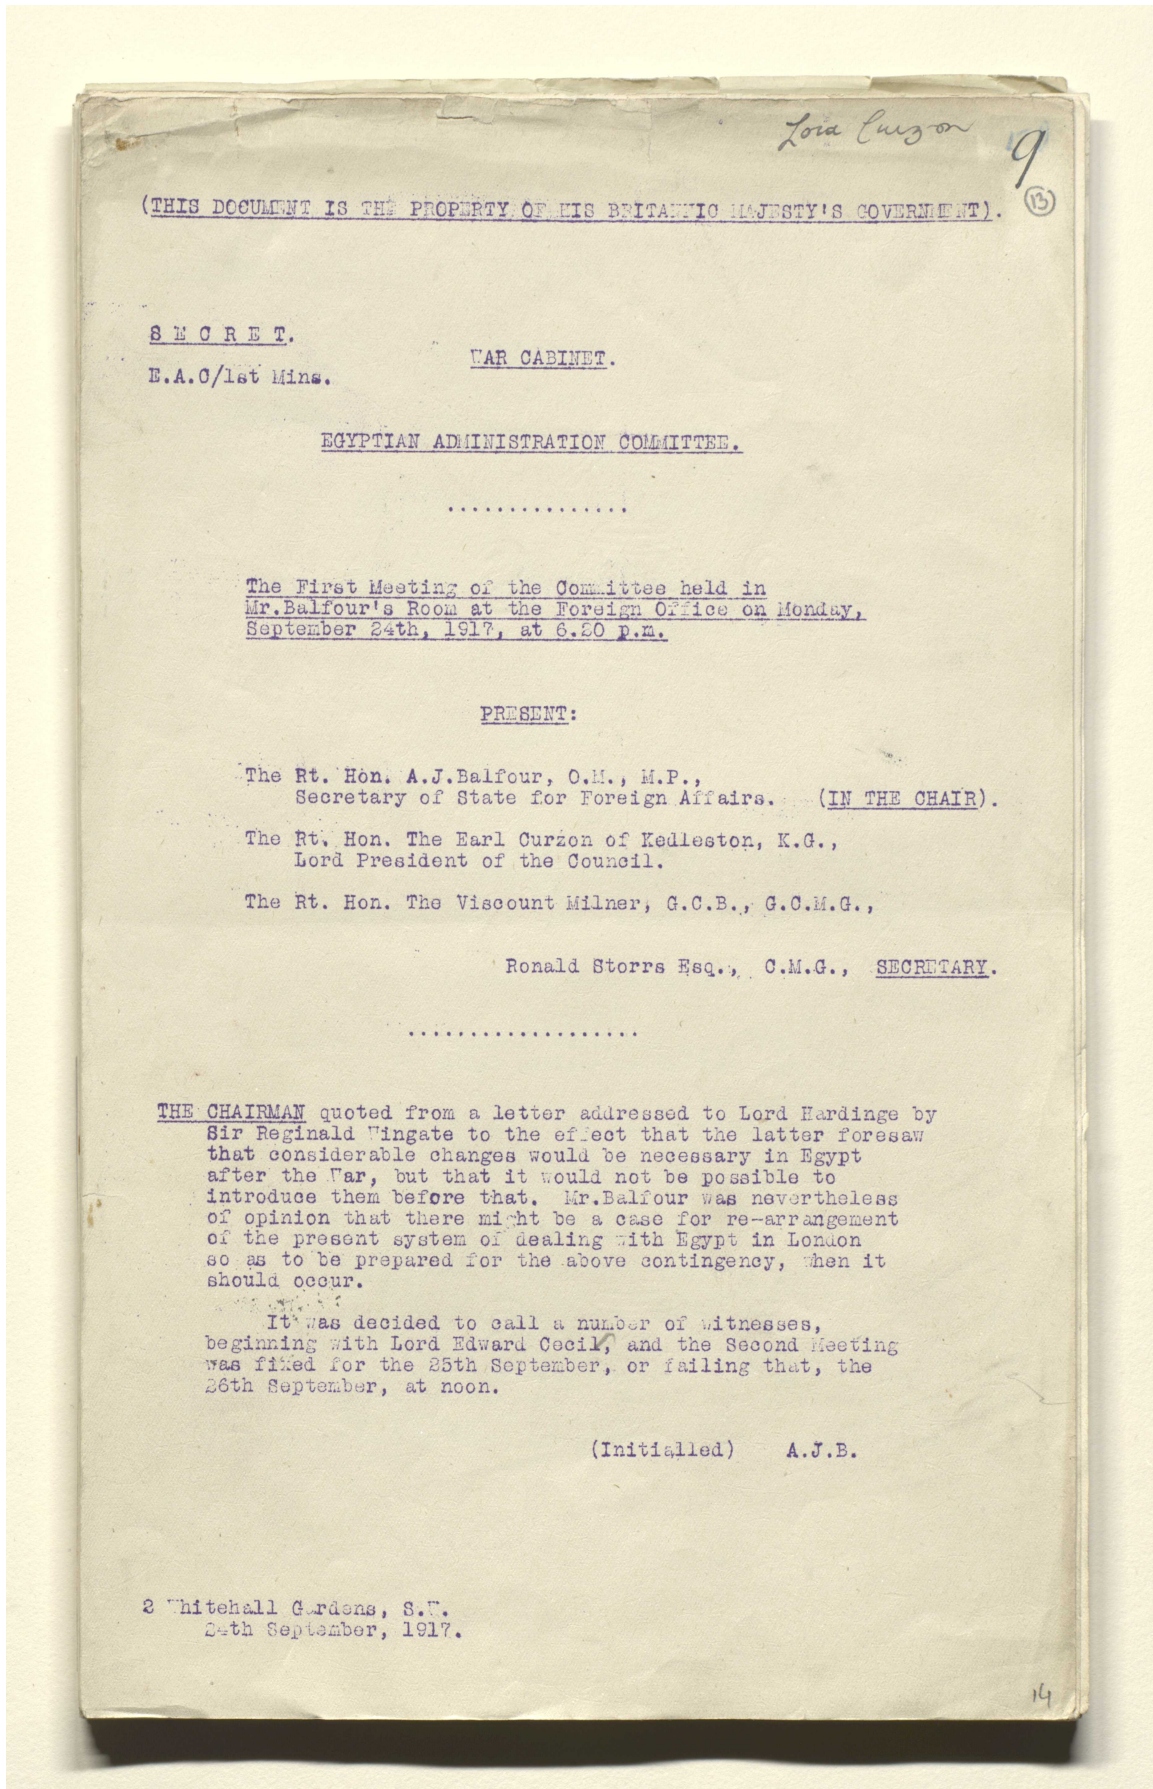 Lord Curzon
9
13
(THIS DOCUMENT IS THE PROPERTY OF HIS BRITANNIC MAJESTY'S GOVERNMENT).
S E C R E T.
WAR CABINET.
E.A.C/1st Mins.
EGYPTIAN ADMINISTRATION COMMITTEE.
...............
The First Meeting of the Committee held in
Mr.Balfour's Room at the Foreign Office on Monday,
September 24th, 1917, at 6.20 p.m.
PRESENT:
The Rt. Hon. A.J.Balfour, O.M., M.P.,
Secretary of State for Foreign Affairs. (IN THE CHAIR).
The Rt. Hon. The Earl Curzon of Kedleston, K.G.,
Lord President of the Council.
The Rt. Hon. The Viscount Milner, G.C.B., G.C.M.G.,
Ronald Storrs Esq., C.M.G., SECRETARY.
...................
THE CHAIRMAN quoted from a letter addressed to Lord Hardinge by
Sir Reginald Wingate to the effect that the latter foresaw
that considerable changes would be necessary in Egypt
after the War, but that it would not be possible to
introduce them before that. Mr.Balfour was nevertheless
of opinion that there might be a case for re-arrangement
of the present system of dealing with Egypt in London
so as to be prepared for the above contingency, when it
should occur.
It was decided to call a number of witnesses,
beginning with Lord Edward Cecil, and the Second Meeting
was fixed for the 25th September, or failing that, the
26th September, at noon.
(Initialled) A.J.B.
2 Whitehall Gardens, S.W.
24th September, 1917.
14